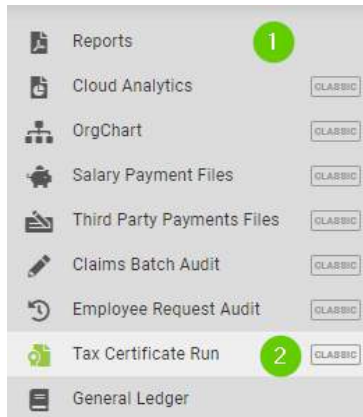 Reports 1
Cloud Analytics CLASSIC
OrgChart CLASSIC
Salary Payment Files CLASSIC
Third Party Payments Files CLASSIC
Claims Batch Audit CLASSIC
Employee Request Audit CLASSIC
Tax Certificate Run 2 CLASSIC
General Ledger